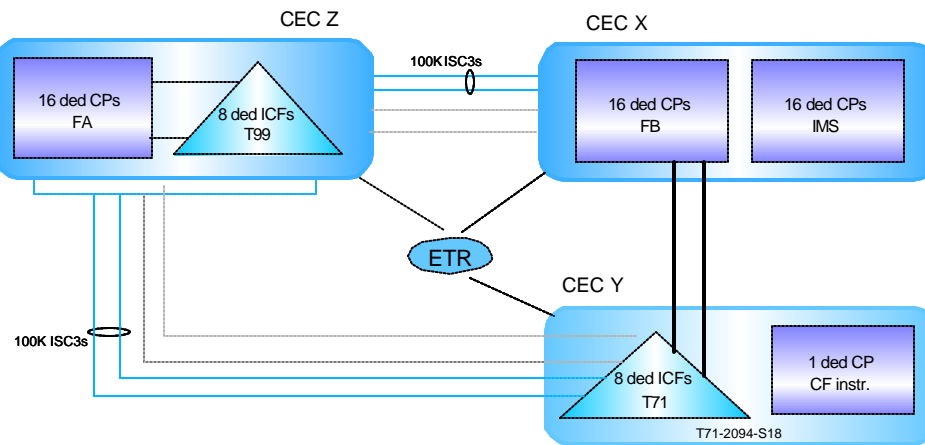 CEC Z
CEC X
100K ISC3s
16 ded CPs
FA
8 ded ICFs
T99
16 ded CPs
FB
16 ded CPs
IMS
ETR
CEC Y
100K ISC3s
8 ded ICFs
T71
1 ded CP
CF instr.
T71-2094-S18